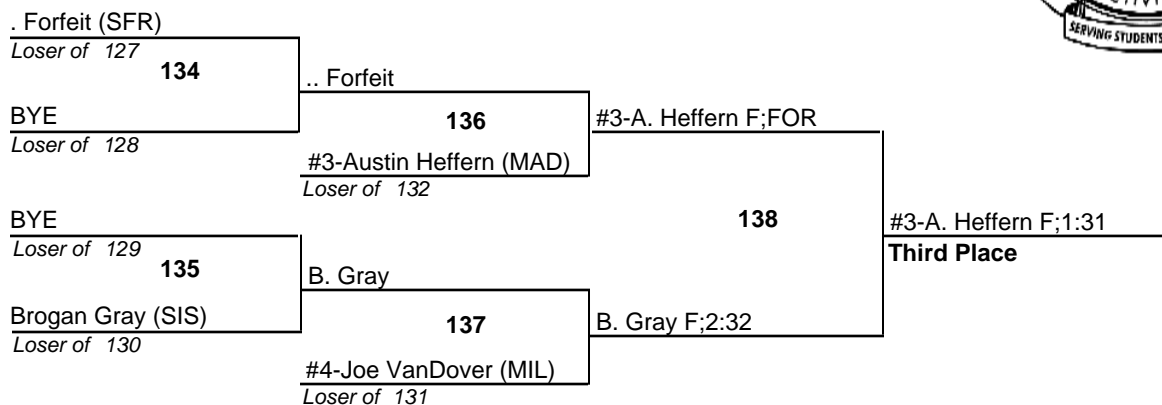 . Forfeit (SFR)
Loser of 127
134
.. Forfeit
BYE
Loser of 128
136
#3-A. Heffern F;FOR
#3-Austin Heffern (MAD)
Loser of 132
BYE
Loser of 129
138
#3-A. Heffern F;1:31
Third Place
135
B. Gray
Brogan Gray (SIS)
Loser of 130
137
B. Gray F;2:32
#4-Joe VanDover (MIL)
Loser of 131
SERVING STUDENTS